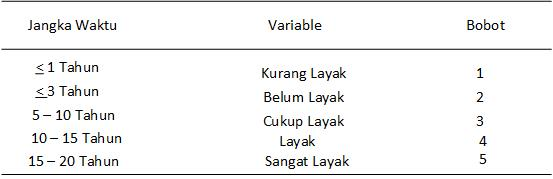 Jangka Waktu Variable Bobot
≤ 1 Tahun Kurang Layak 1
≤ 3 Tahun Belum Layak 2
5 – 10 Tahun Cukup Layak 3
10 – 15 Tahun Layak 4
15 – 20 Tahun Sangat Layak 5